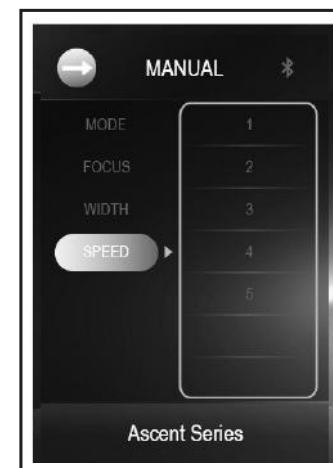 MANUAL
MODE 1
FOCUS 2
WIDTH 3
SPEED 4
5
Ascent Series